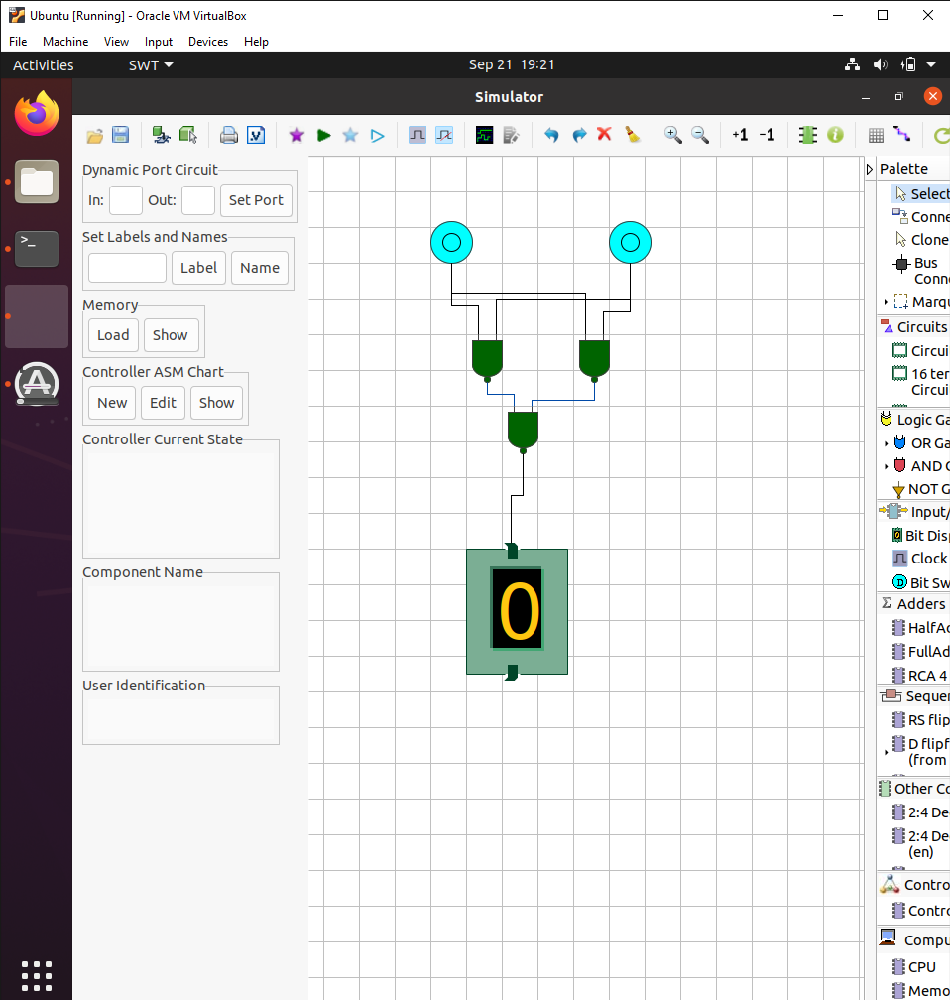 Ubuntu [Running] - Oracle VM VirtualBox
File Machine View Input Devices Help
Activities SWT Sep 21 19:21
Simulator
+1 -1
Dynamic Port Circuit
In: Out: Set Port
Set Labels and Names
Label Name
Memory
Load Show
Controller ASM Chart
New Edit Show
Controller Current State
Component Name
User Identification
0
Palette
Select
Conne
Clone
Bus
Conn
Marqu
Circuits
Circui
16 ter
Circui
Logic Ga
OR Ga
AND G
NOT G
Input/
Bit Disp
Clock
Bit Sw
Adders
HalfAd
FullAd
RCA 4
Sequer
RS flip
D flipf
(from
Other Co
2:4 De
2:4 De
(en)
Contro
Contro
Compu
CPU
Memo